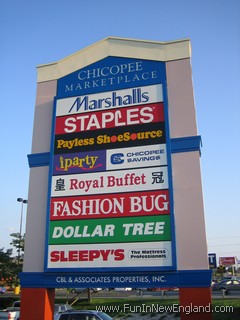 CHICOPEE
MARKETPLACE
Marshalls
STAPLES
Payless ShoeSource
iparty CHICOPEE
SAVINGS
皇 Royal Buffet 冠
FASHION BUG
DOLLAR TREE
SLEEPY'S The Mattress
Professionals
CBL & ASSOCIATES PROPERTIES, INC.
www.FunInNewEngland.com